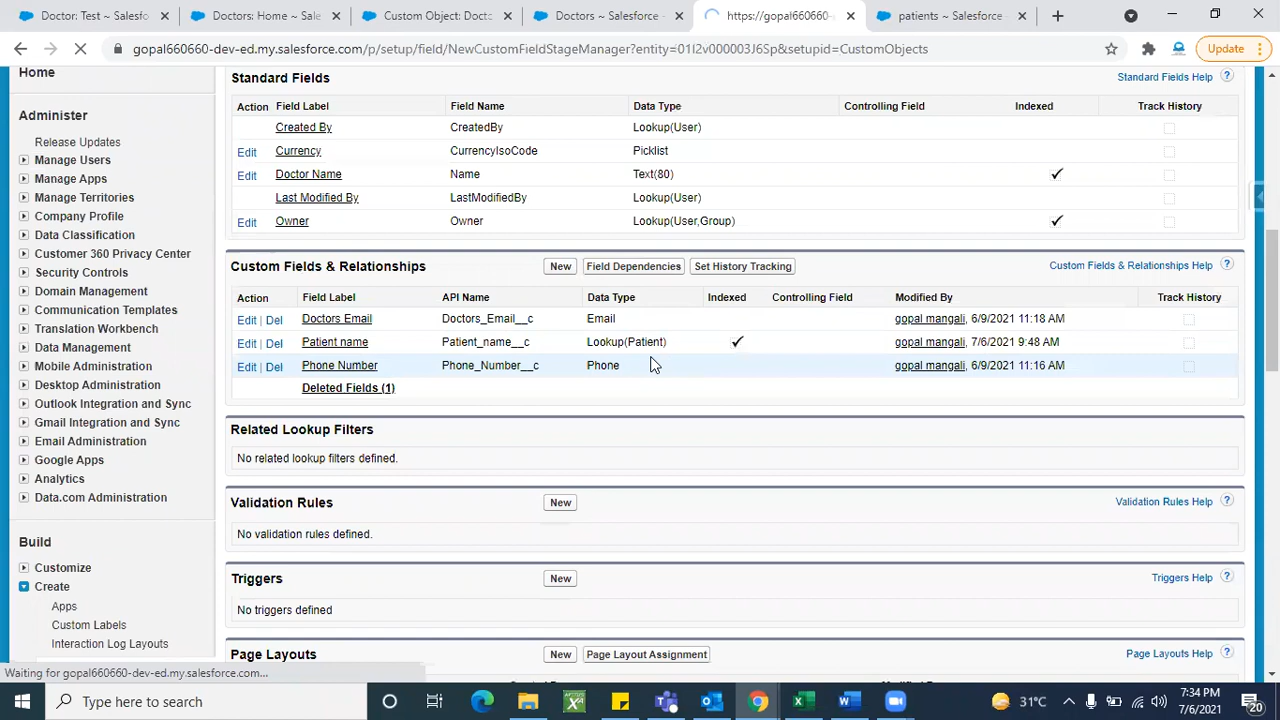 Doctor: Test ~ Salesfo
Doctors: Home ~ Salesf
Custom Object: Docto
Doctors ~ Salesforce -
https://gopal660660-
patients ~ Salesforce -
gopal660660-dev-ed.my.salesforce.com/p/setup/field/NewCustomFieldStageManager?entity=01I2v000003J6Sp&setupid=CustomObjects
Update
Home
Administer
Release Updates
Manage Users
Manage Apps
Manage Territories
Company Profile
Data Classification
Customer 360 Privacy Center
Security Controls
Domain Management
Communication Templates
Translation Workbench
Data Management
Mobile Administration
Desktop Administration
Outlook Integration and Sync
Gmail Integration and Sync
Email Administration
Google Apps
Analytics
Data.com Administration
Build
Customize
Create
Apps
Custom Labels
Interaction Log Layouts
Standard Fields
Standard Fields Help ?
Action Field Label Field Name Data Type Controlling Field Indexed Track History
Created By CreatedBy Lookup(User)
Edit Currency CurrencyIsoCode Picklist
Edit Doctor Name Name Text(80)
Last Modified By LastModifiedBy Lookup(User)
Edit Owner Owner Lookup(User,Group)
Custom Fields & Relationships New Field Dependencies Set History Tracking Custom Fields & Relationships Help ?
Action Field Label API Name Data Type Indexed Controlling Field Modified By Track History
Edit | Del Doctors Email Doctors_Email__c Email gopal mangali, 6/9/2021 11:18 AM
Edit | Del Patient name Patient_name__c Lookup(Patient) gopal mangali, 7/6/2021 9:48 AM
Edit | Del Phone Number Phone_Number__c Phone gopal mangali, 6/9/2021 11:16 AM
Deleted Fields (1)
Related Lookup Filters
No related lookup filters defined.
Validation Rules New Validation Rules Help ?
No validation rules defined.
Triggers New Triggers Help ?
No triggers defined
Page Layouts New Page Layout Assignment Page Layouts Help ?
Waiting for gopal660660-dev-ed.my.salesforce.com...
Type here to search
31°C
7:34 PM
7/6/2021
20